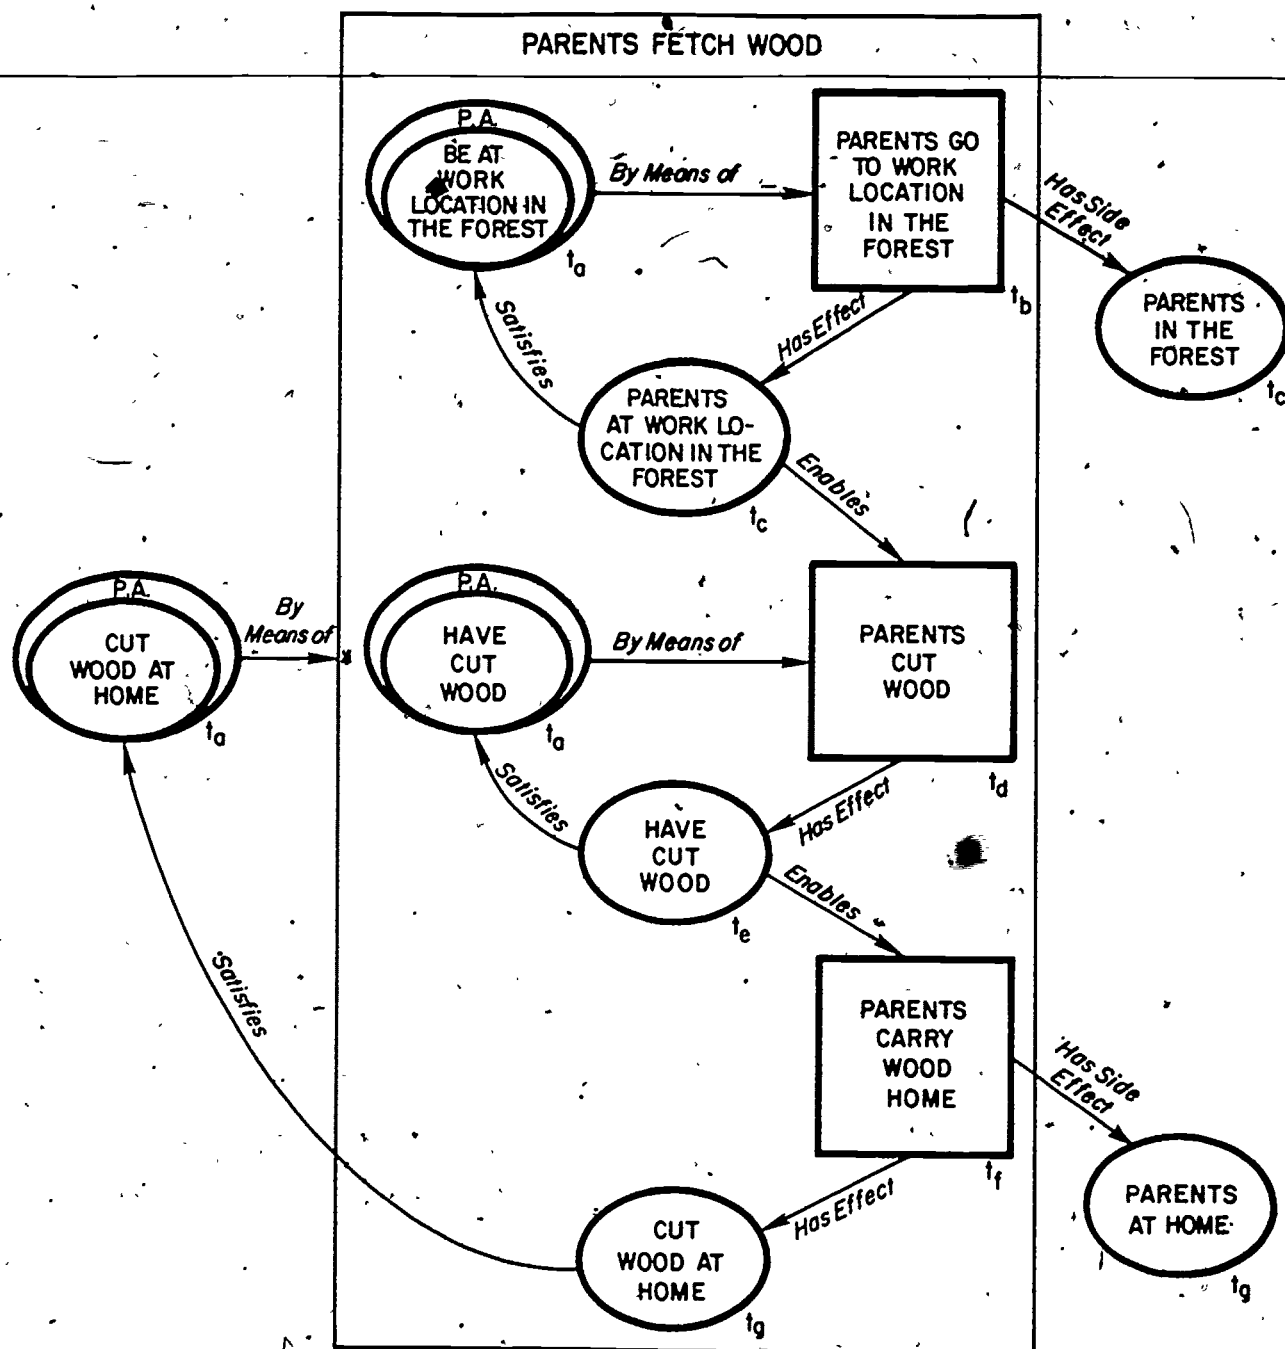 PARENTS FETCH WOOD
P.A.
BE AT
WORK
LOCATION IN
THE FOREST
ta
By Means of
PARENTS GO
TO WORK
LOCATION
IN THE
FOREST
tb
Has Side
Effect
PARENTS
IN THE
FOREST
tc
Has Effect
Satisfies
PARENTS
AT WORK LO-
CATION IN THE
FOREST
tc
Enables
P.A.
CUT
WOOD AT
HOME
ta
By
Means of
P.A.
HAVE
CUT
WOOD
ta
By Means of
PARENTS
CUT
WOOD
td
Has Effect
Satisfies
HAVE
CUT
WOOD
te
Enables
PARENTS
CARRY
WOOD
HOME
tf
Has Side
Effect
PARENTS
AT HOME
tg
Has Effect
CUT
WOOD AT
HOME
tg
Satisfies